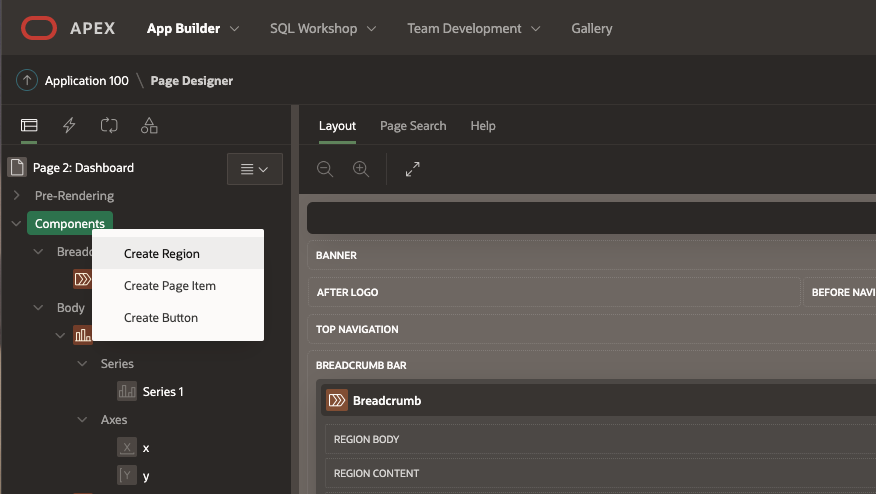 APEX App Builder SQL Workshop Team Development Gallery
Application 100 \ Page Designer
Layout Page Search Help
Page 2: Dashboard
Pre-Rendering
Components
Create Region
Create Page Item
Create Button
Body
Series
Series 1
Axes
X x
Y y
BANNER
AFTER LOGO BEFORE NAVI
TOP NAVIGATION
BREADCRUMB BAR
Breadcrumb
REGION BODY
REGION CONTENT